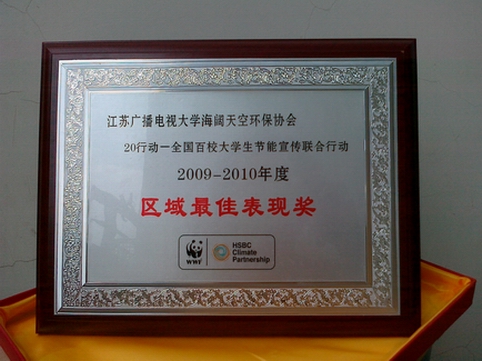 江苏广播电视大学海阔天空环保协会
20行动—全国百校大学生节能宣传联合行动
2009-2010年度
区域最佳表现奖
WWF
HSBC
Climate
Partnership